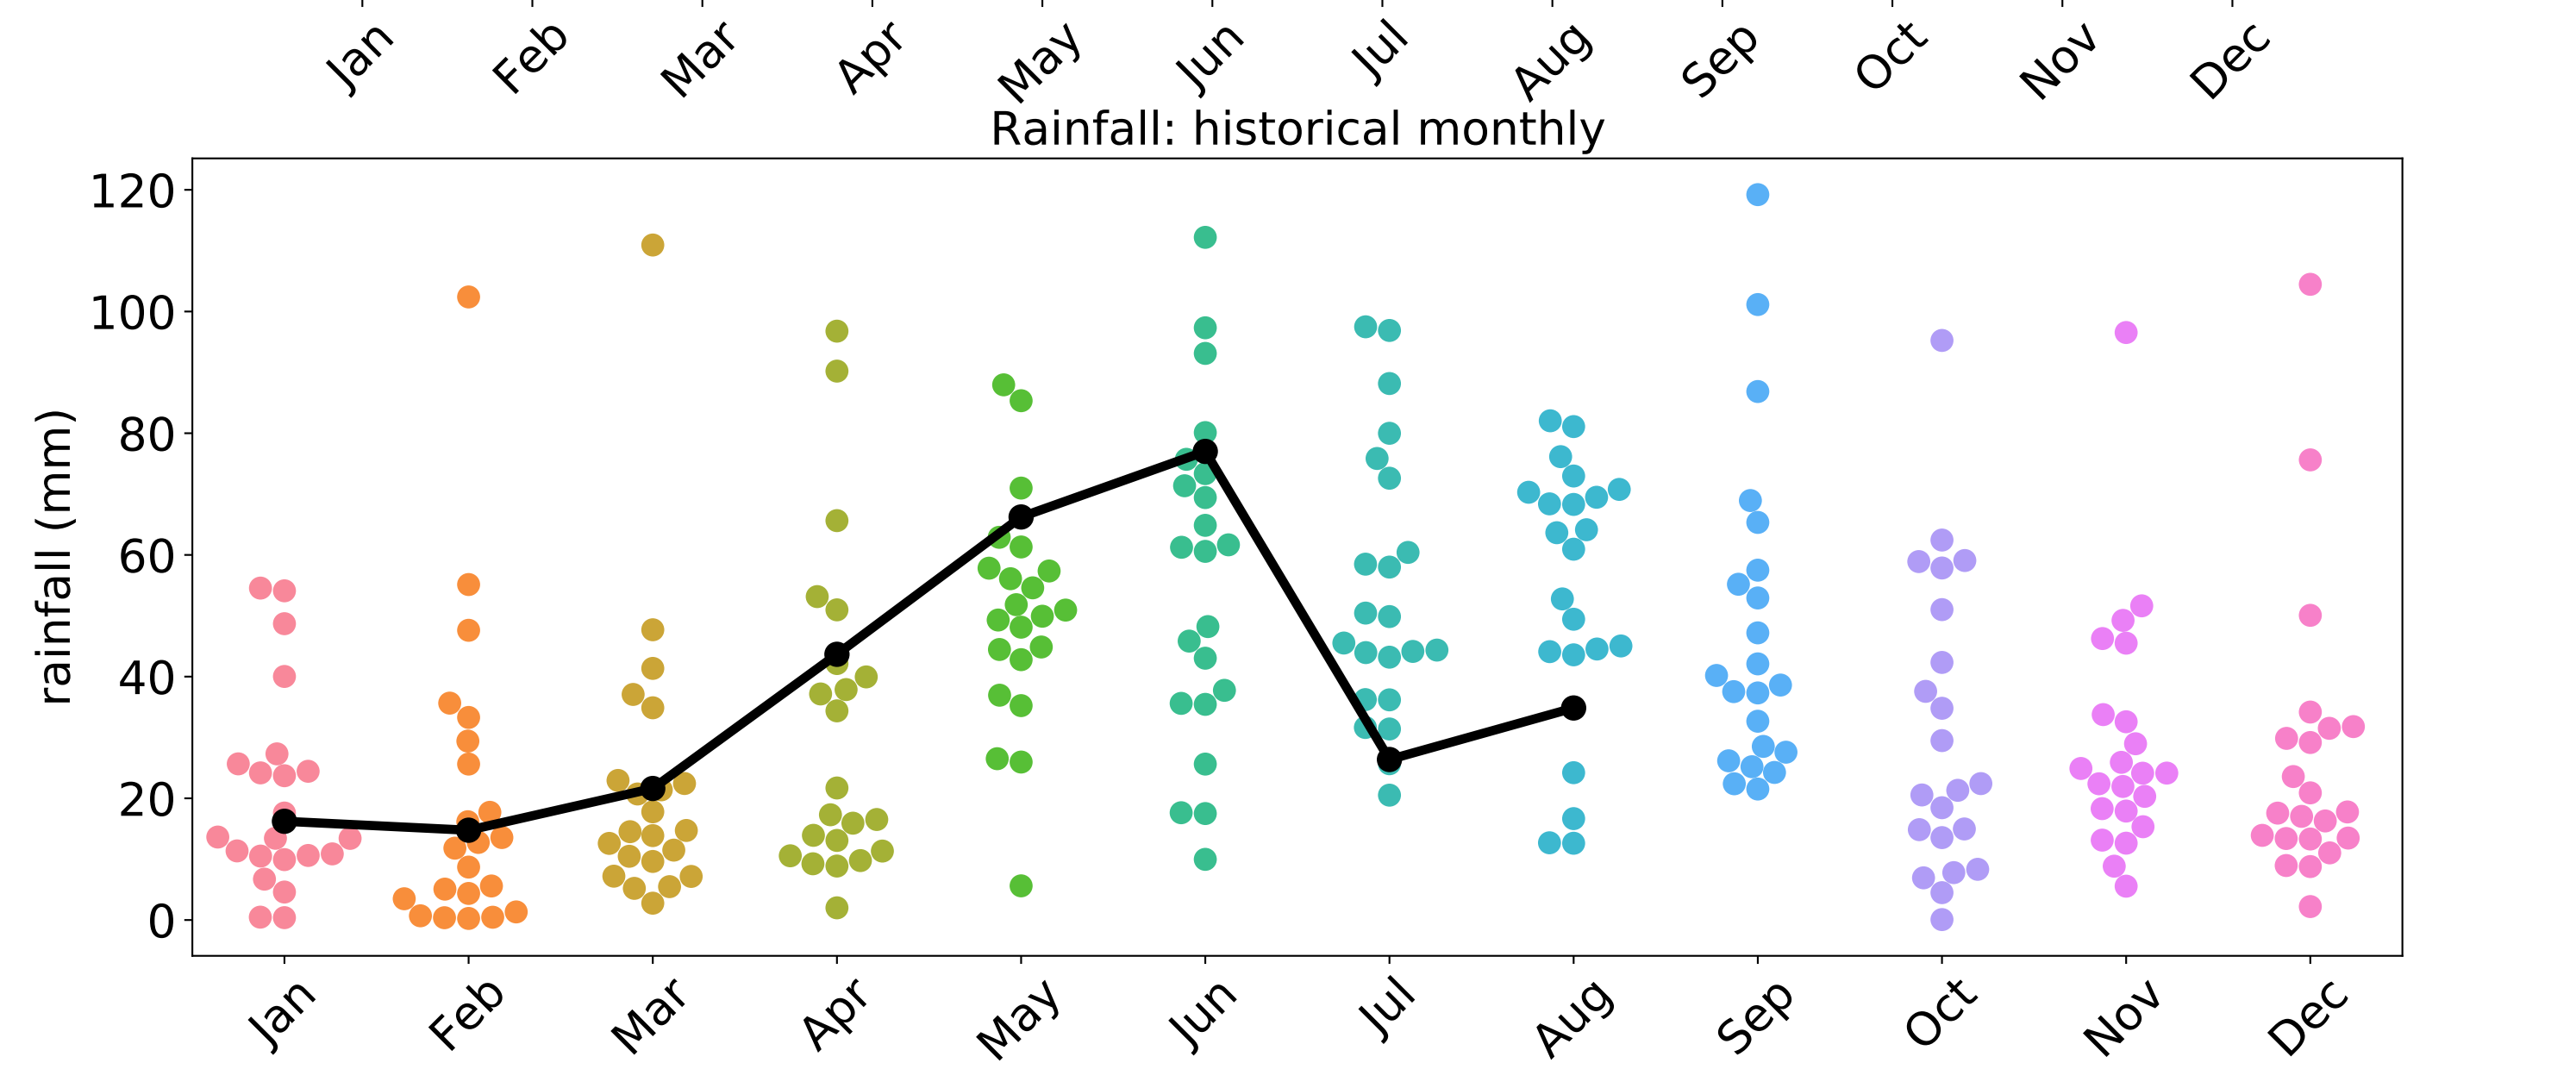 Jan Feb Mar Apr May Jun Jul Aug Sep Oct Nov Dec
Rainfall: historical monthly
120
100
80
60
40
20
0
rainfall (mm)
Jan Feb Mar Apr May Jun Jul Aug Sep Oct Nov Dec